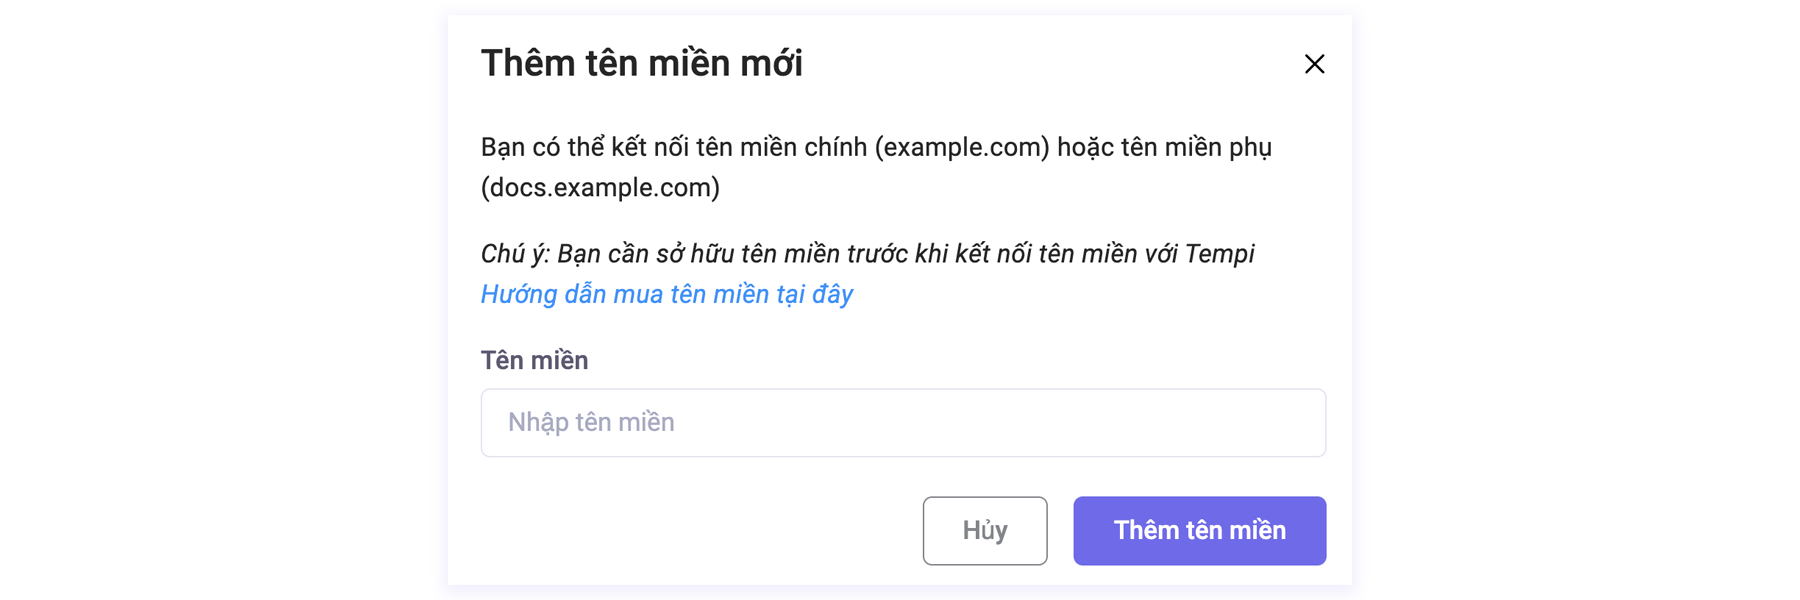 Thêm tên miền mới
Bạn có thể kết nối tên miền chính (example.com) hoặc tên miền phụ
(docs.example.com)
Chú ý: Bạn cần sở hữu tên miền trước khi kết nối tên miền với Tempi
Hướng dẫn mua tên miền tại đây
Tên miền
Nhập tên miền
Hủy
Thêm tên miền